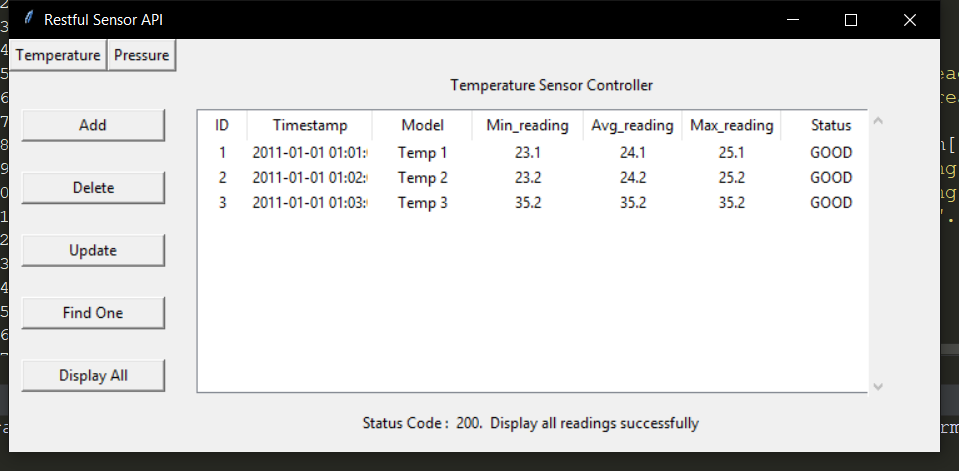 Restful Sensor API
Temperature Pressure
Temperature Sensor Controller
Add
Delete
Update
Find One
Display All
ID Timestamp Model Min_reading Avg_reading Max_reading Status
1 2011-01-01 01:01: Temp 1 23.1 24.1 25.1 GOOD
2 2011-01-01 01:02: Temp 2 23.2 24.2 25.2 GOOD
3 2011-01-01 01:03: Temp 3 35.2 35.2 35.2 GOOD
Status Code : 200. Display all readings successfully